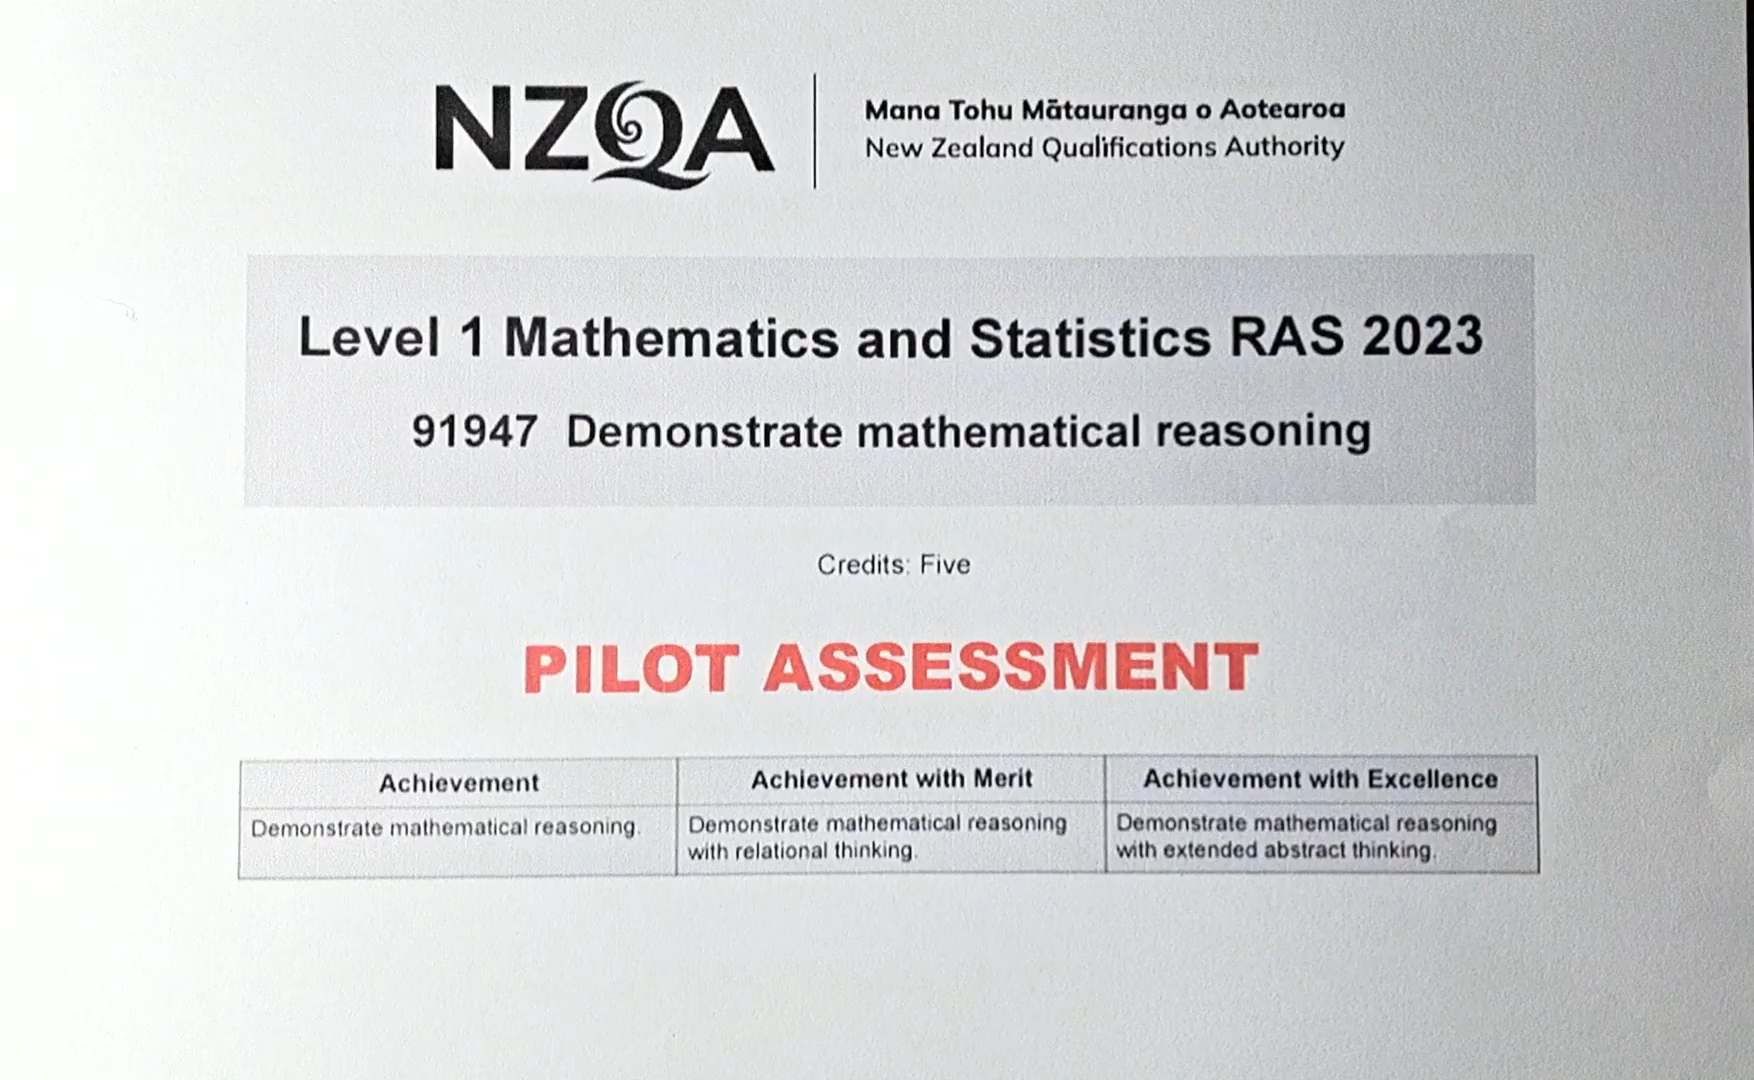 NZQA
Mana Tohu Mātauranga o Aotearoa
New Zealand Qualifications Authority
Level 1 Mathematics and Statistics RAS 2023
91947 Demonstrate mathematical reasoning
Credits: Five
PILOT ASSESSMENT
Achievement
Achievement with Merit
Achievement with Excellence
Demonstrate mathematical reasoning.
Demonstrate mathematical reasoning
with relational thinking.
Demonstrate mathematical reasoning
with extended abstract thinking.